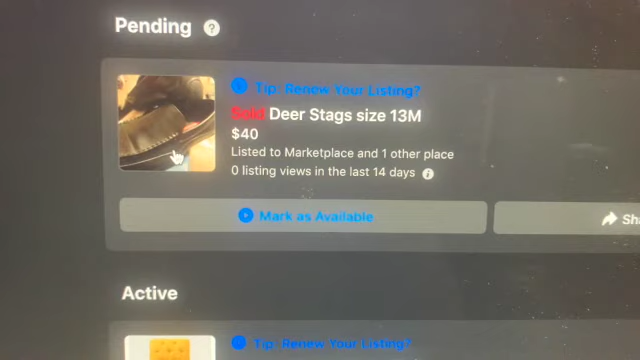 Pending
Tip: Renew Your Listing?
Sold Deer Stags size 13M
$40
Listed to Marketplace and 1 other place
0 listing views in the last 14 days
Mark as Available
Sh
Active
Tip: Renew Your Listing?